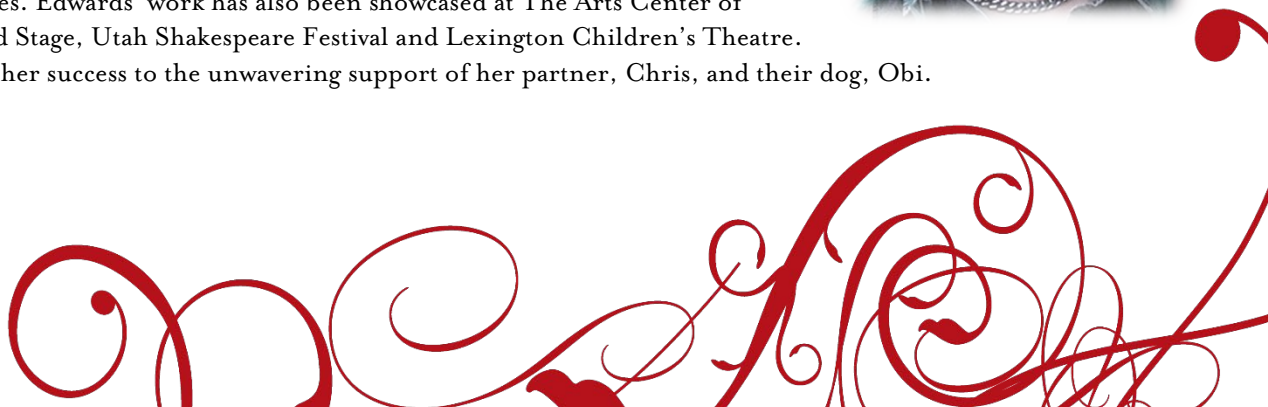 es. Edwards' work has also been showcased at The Arts Center of
d Stage, Utah Shakespeare Festival and Lexington Children's Theatre.
her success to the unwavering support of her partner, Chris, and their dog, Obi.